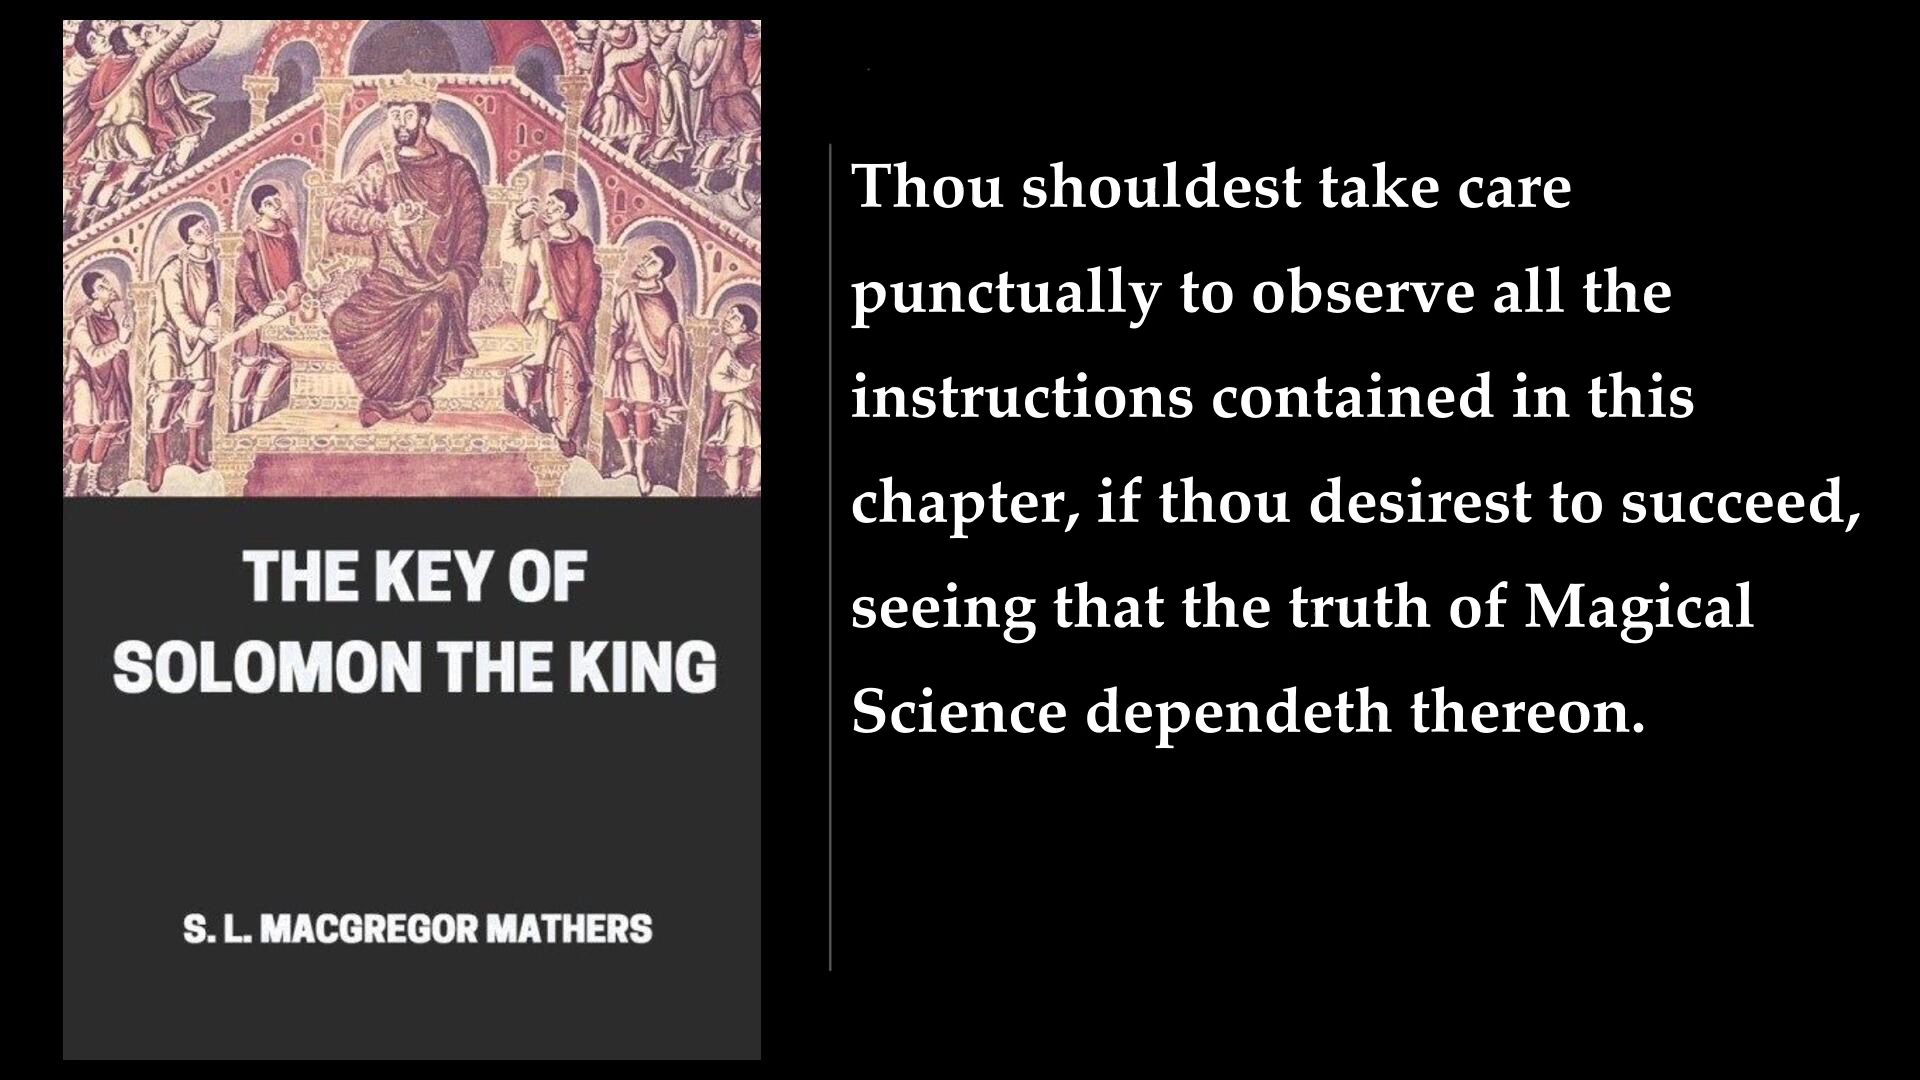 THE KEY OF
SOLOMON THE KING
S. L. MACGREGOR MATHERS
Thou shouldest take care
punctually to observe all the
instructions contained in this
chapter, if thou desirest to succeed,
seeing that the truth of Magical
Science dependeth thereon.